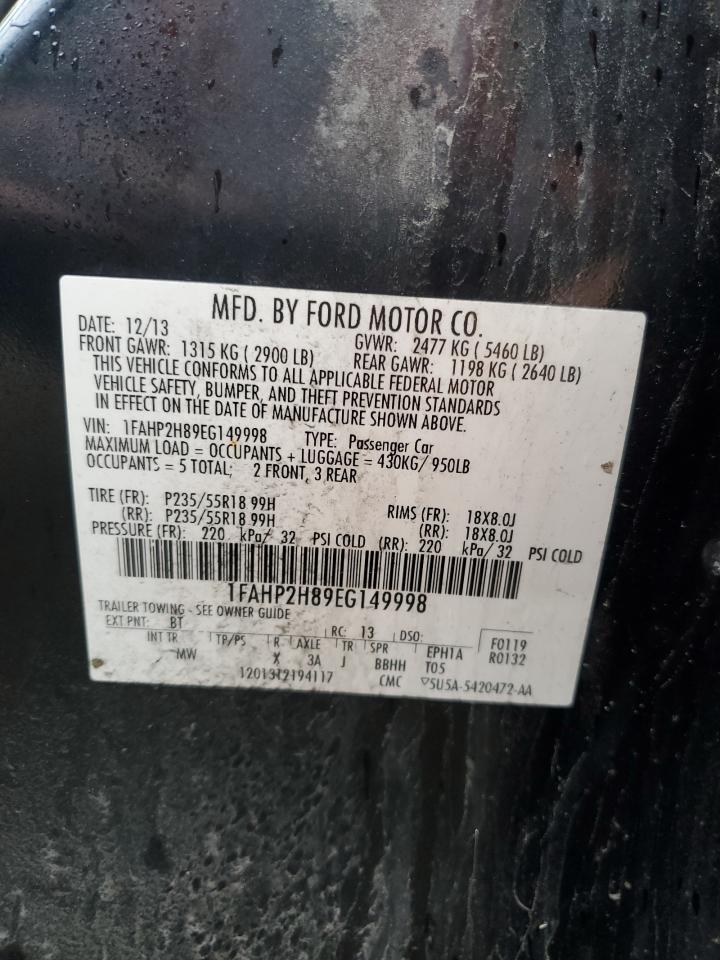 MFD. BY FORD MOTOR CO.
DATE: 12/13 GVWR: 2477 KG ( 5460 LB)
FRONT GAWR: 1315 KG ( 2900 LB) REAR GAWR: 1198 KG ( 2640 LB)
THIS VEHICLE CONFORMS TO ALL APPLICABLE FEDERAL MOTOR
VEHICLE SAFETY, BUMPER, AND THEFT PREVENTION STANDARDS
IN EFFECT ON THE DATE OF MANUFACTURE SHOWN ABOVE.
VIN: 1FAHP2H89EG149998 TYPE: Passenger Car
MAXIMUM LOAD = OCCUPANTS + LUGGAGE = 430KG/ 950LB
OCCUPANTS = 5 TOTAL; 2 FRONT, 3 REAR
TIRE (FR): P235/55R18 99H RIMS (FR): 18X8.0J
(RR): P235/55R18 99H (RR): 18X8.0J
PRESSURE (FR): 220 kPa/ 32 PSI COLD (RR): 220 kPa/ 32 PSI COLD
1FAHP2H89EG149998
TRAILER TOWING - SEE OWNER GUIDE
EXT PNT: BT RC: 13 DSO: F0119
INT TR TP/PS R AXLE TR SPR EPH1A R0132
MW X 3A J BBHH T05
CMC ▽5U5A-5420472-AA